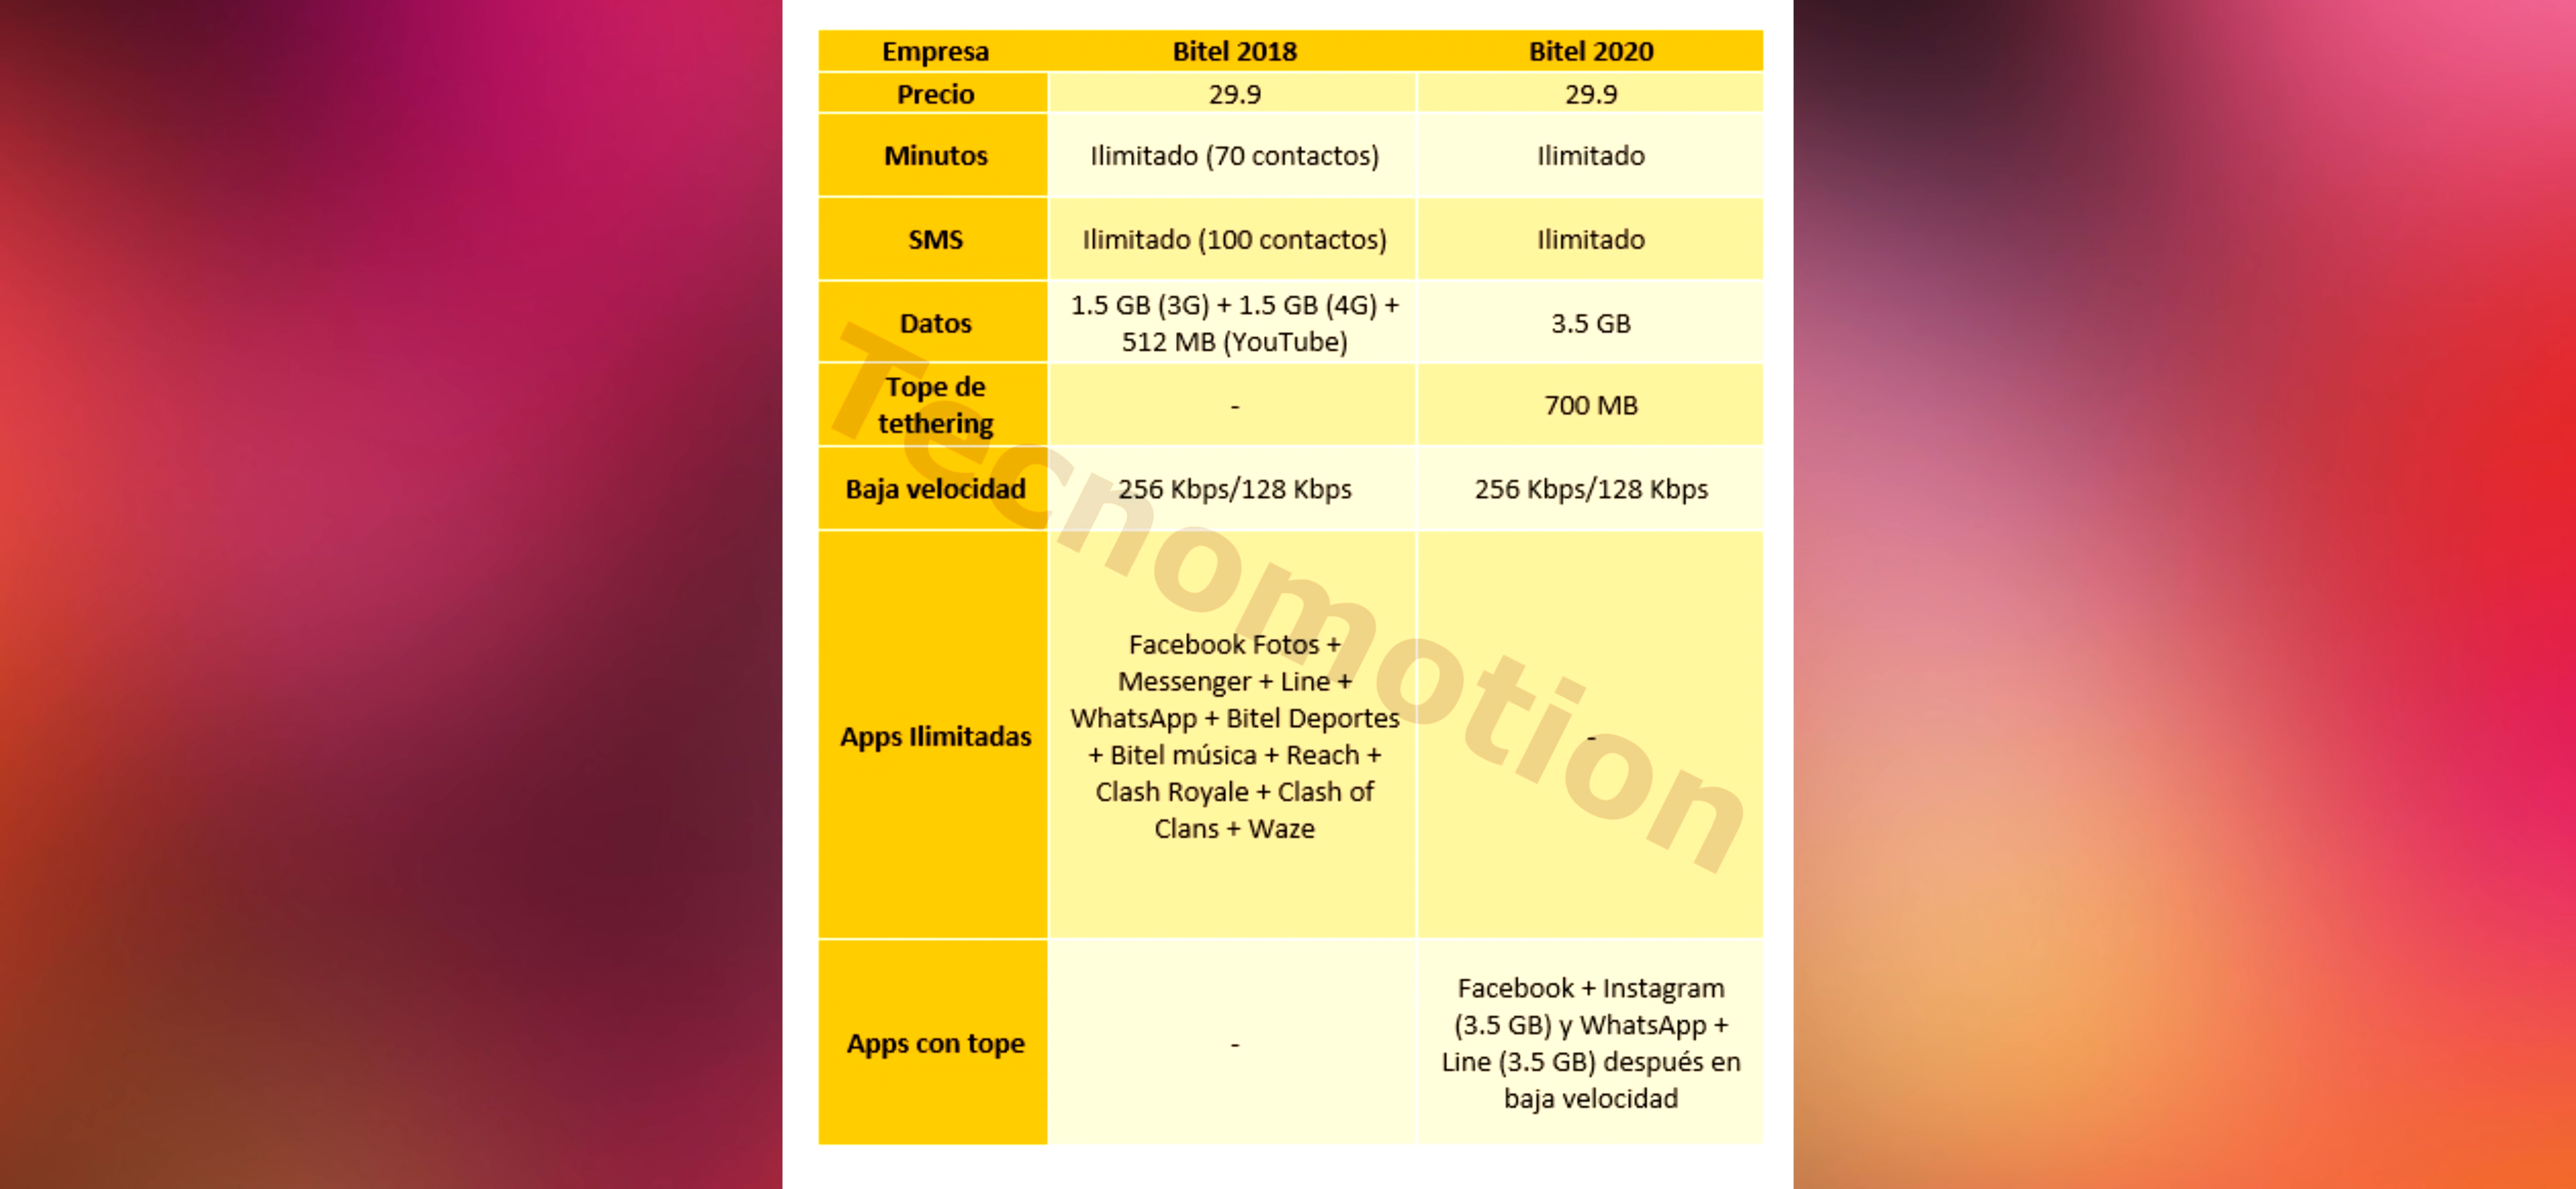 Empresa Bitel 2018 Bitel 2020
Precio 29.9 29.9
Minutos Ilimitado (70 contactos) Ilimitado
SMS Ilimitado (100 contactos) Ilimitado
Datos
1.5 GB (3G) + 1.5 GB (4G) +
512 MB (YouTube)
3.5 GB
Tope de
tethering
-
700 MB
Baja velocidad 256 Kbps/128 Kbps 256 Kbps/128 Kbps
Apps Ilimitadas
Facebook Fotos +
Messenger + Line +
WhatsApp + Bitel Deportes
+ Bitel música + Reach +
Clash Royale + Clash of
Clans + Waze
-
Apps con tope
-
Facebook + Instagram
(3.5 GB) y WhatsApp +
Line (3.5 GB) después en
baja velocidad
Tecnomotion